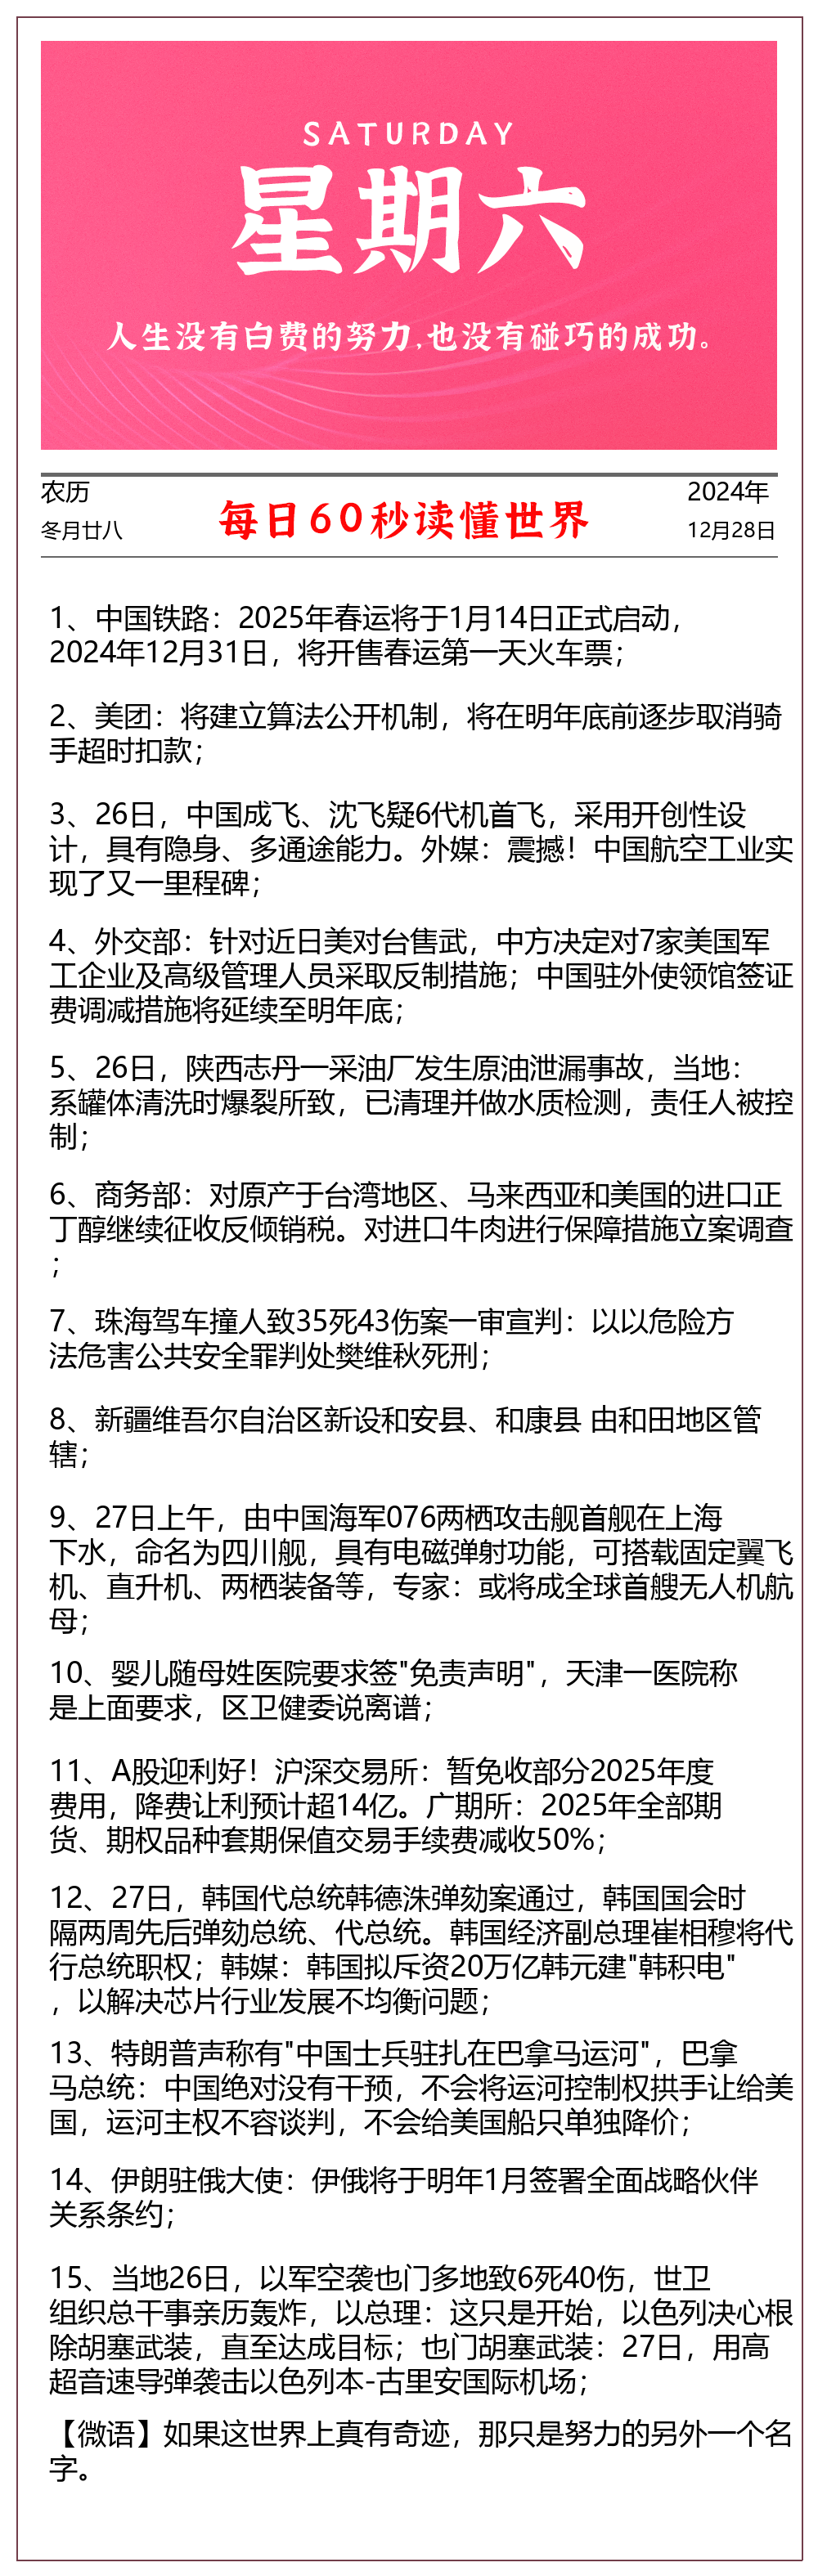 SATURDAY
星期六
人生没有白费的努力,也没有碰巧的成功。
农历
冬月廿八
每日60秒读懂世界
2024年
12月28日
1、中国铁路：2025年春运将于1月14日正式启动，
2024年12月31日，将开售春运第一天火车票；
2、美团：将建立算法公开机制，将在明年底前逐步取消骑
手超时扣款；
3、26日，中国成飞、沈飞疑6代机首飞，采用开创性设
计，具有隐身、多通途能力。外媒：震撼！中国航空工业实
现了又一里程碑；
4、外交部：针对近日美对台售武，中方决定对7家美国军
工企业及高级管理人员采取反制措施；中国驻外使领馆签证
费调减措施将延续至明年底；
5、26日，陕西志丹一采油厂发生原油泄漏事故，当地：
系罐体清洗时爆裂所致，已清理并做水质检测，责任人被控
制；
6、商务部：对原产于台湾地区、马来西亚和美国的进口正
丁醇继续征收反倾销税。对进口牛肉进行保障措施立案调查
；
7、珠海驾车撞人致35死43伤案一审宣判：以以危险方
法危害公共安全罪判处樊维秋死刑；
8、新疆维吾尔自治区新设和安县、和康县 由和田地区管
辖；
9、27日上午，由中国海军076两栖攻击舰首舰在上海
下水，命名为四川舰，具有电磁弹射功能，可搭载固定翼飞
机、直升机、两栖装备等，专家：或将成全球首艘无人机航
母；
10、婴儿随母姓医院要求签"免责声明"，天津一医院称
是上面要求，区卫健委说离谱；
11、A股迎利好！沪深交易所：暂免收部分2025年度
费用，降费让利预计超14亿。广期所：2025年全部期
货、期权品种套期保值交易手续费减收50%；
12、27日，韩国代总统韩德洙弹劾案通过，韩国国会时
隔两周先后弹劾总统、代总统。韩国经济副总理崔相穆将代
行总统职权；韩媒：韩国拟斥资20万亿韩元建"韩积电"
，以解决芯片行业发展不均衡问题；
13、特朗普声称有"中国士兵驻扎在巴拿马运河"，巴拿
马总统：中国绝对没有干预，不会将运河控制权拱手让给美
国，运河主权不容谈判，不会给美国船只单独降价；
14、伊朗驻俄大使：伊俄将于明年1月签署全面战略伙伴
关系条约；
15、当地26日，以军空袭也门多地致6死40伤，世卫
组织总干事亲历轰炸，以总理：这只是开始，以色列决心根
除胡塞武装，直至达成目标；也门胡塞武装：27日，用高
超音速导弹袭击以色列本-古里安国际机场；
【微语】如果这世界上真有奇迹，那只是努力的另外一个名
字。